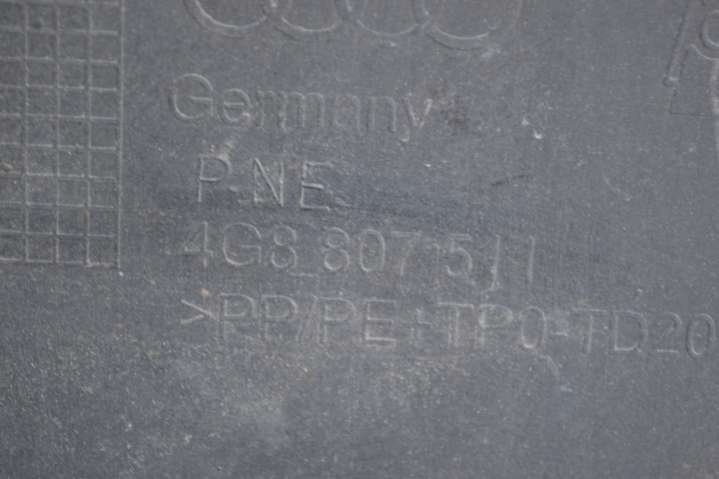 Germany
P-NE
4G8 807 511
>PP/PE+TPO-TD20